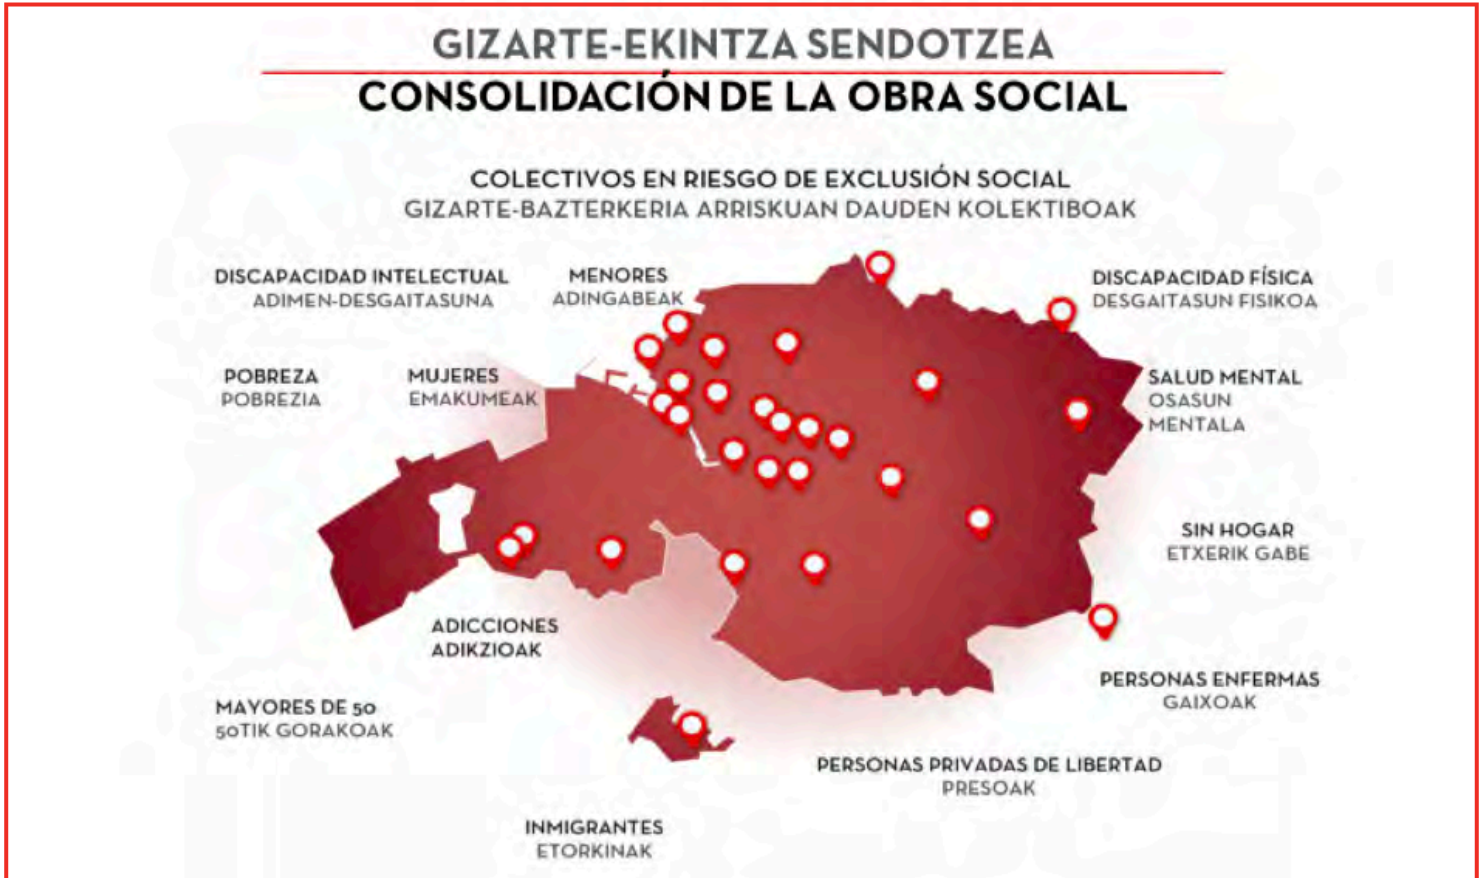 GIZARTE-EKINTZA SENDOTZEA
CONSOLIDACIÓN DE LA OBRA SOCIAL
COLECTIVOS EN RIESGO DE EXCLUSIÓN SOCIAL
GIZARTE-BAZTERKERIA ARRISKUAN DAUDEN KOLEKTIBOAK
DISCAPACIDAD INTELECTUAL
ADIMEN-DESGAITASUNA
MENORES
ADINGABEAK
DISCAPACIDAD FÍSICA
DESGAITASUN FISIKOA
POBREZA
POBREZIA
MUJERES
EMAKUMEAK
SALUD MENTAL
OSASUN
MENTALA
SIN HOGAR
ETXERIK GABE
ADICCIONES
ADIKZIOAK
PERSONAS ENFERMAS
GAIXOAK
MAYORES DE 50
50TIK GORAKOAK
PERSONAS PRIVADAS DE LIBERTAD
PRESOAK
INMIGRANTES
ETORKINAK